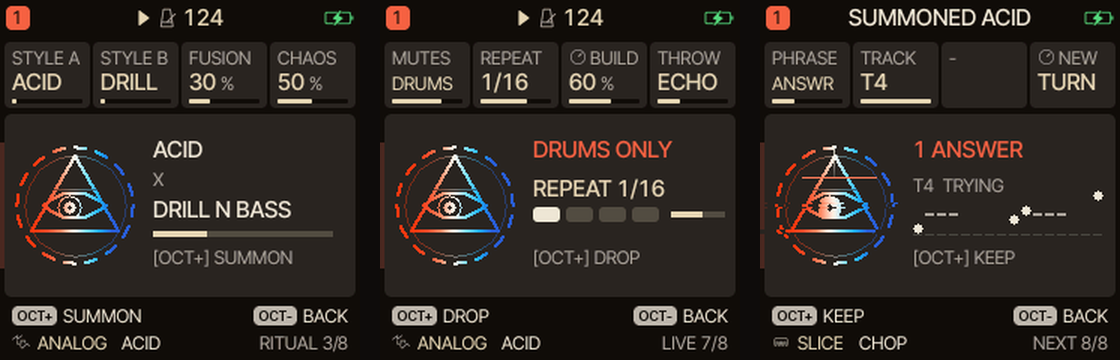 1 124
STYLE A STYLE B FUSION CHAOS
ACID DRILL 30 % 50 %
ACID
X
DRILL N BASS
[OCT+] SUMMON
OCT+ SUMMON OCT- BACK
ANALOG ACID RITUAL 3/8
1 124
MUTES REPEAT BUILD THROW
DRUMS 1/16 60 % ECHO
DRUMS ONLY
REPEAT 1/16
[OCT+] DROP
OCT+ DROP OCT- BACK
ANALOG ACID LIVE 7/8
1 SUMMONED ACID
PHRASE TRACK - NEW
ANSWR T4 TURN
1 ANSWER
T4 TRYING
[OCT+] KEEP
OCT+ KEEP OCT- BACK
SLICE CHOP NEXT 8/8